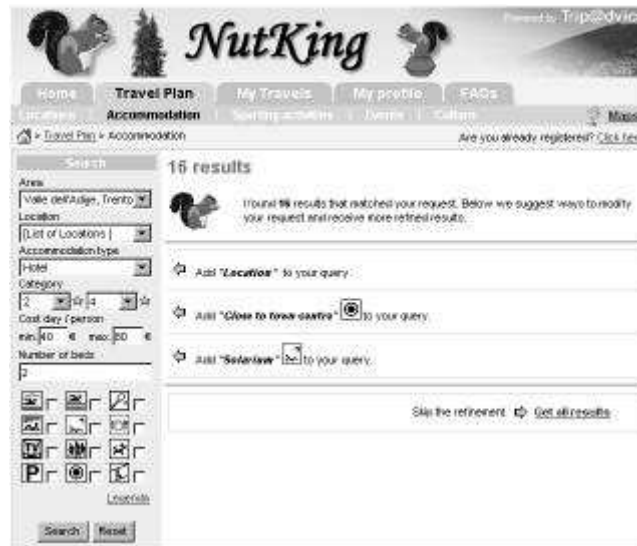 NutKing
Powered by Trip@dvice
Home Travel Plan My Travels My profile FAQs
Locations Accommodation Sporting activities Events Culture
> Travel Plan > Accommodation
Are you already registered? Click here
Search
Area
Valle dell'Adige, Trento
Location
[List of Locations ]
Accommodation type
Hotel
Category
2 4
Cost day / person
min. 40 € max. 80 €
Number of beds
2
TV
P
Legenda
Search Reset
16 results
I found 16 results that matched your request. Below we suggest ways to modify
your request and receive more refined results.
Add "Location" to your query.
Add "Close to town centre" to your query.
Add "Solarium" to your query.
Skip the refinement Get all results